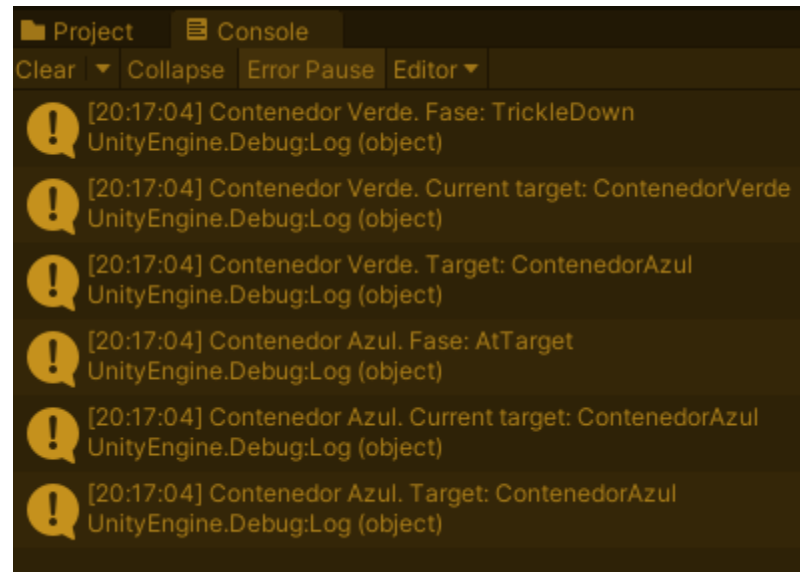 Project Console
Clear Collapse Error Pause Editor
[20:17:04] Contenedor Verde. Fase: TrickleDown
UnityEngine.Debug:Log (object)
[20:17:04] Contenedor Verde. Current target: ContenedorVerde
UnityEngine.Debug:Log (object)
[20:17:04] Contenedor Verde. Target: ContenedorAzul
UnityEngine.Debug:Log (object)
[20:17:04] Contenedor Azul. Fase: AtTarget
UnityEngine.Debug:Log (object)
[20:17:04] Contenedor Azul. Current target: ContenedorAzul
UnityEngine.Debug:Log (object)
[20:17:04] Contenedor Azul. Target: ContenedorAzul
UnityEngine.Debug:Log (object)